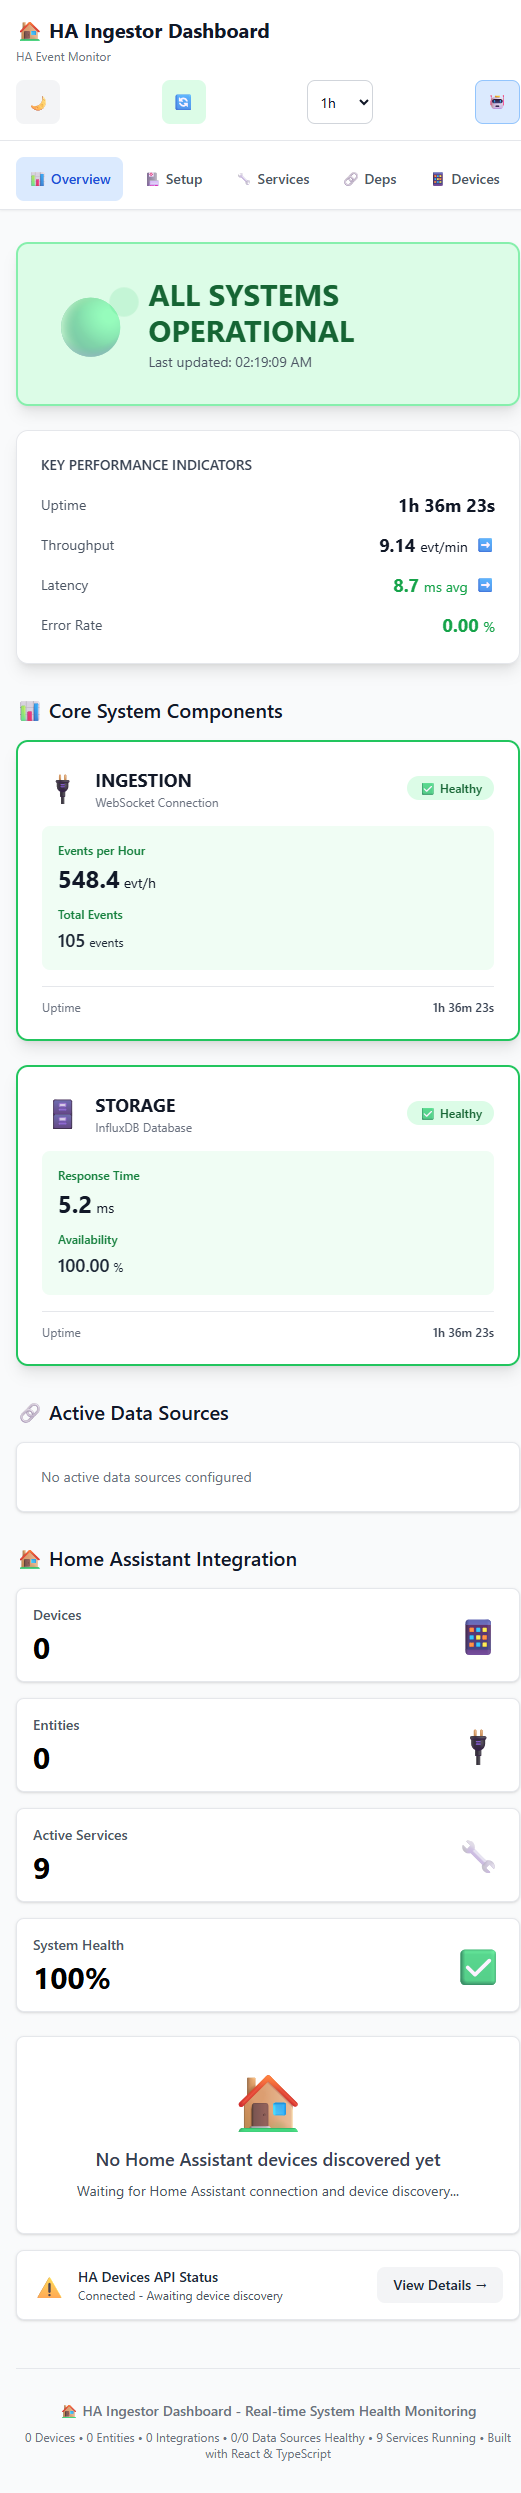 HA Ingestor Dashboard
HA Event Monitor
1h
Overview Setup Services Deps Devices
ALL SYSTEMS
OPERATIONAL
Last updated: 02:19:09 AM
KEY PERFORMANCE INDICATORS
Uptime 1h 36m 23s
Throughput 9.14 evt/min
Latency 8.7 ms avg
Error Rate 0.00 %
Core System Components
INGESTION
WebSocket Connection
Healthy
Events per Hour
548.4 evt/h
Total Events
105 events
Uptime 1h 36m 23s
STORAGE
InfluxDB Database
Healthy
Response Time
5.2 ms
Availability
100.00 %
Uptime 1h 36m 23s
Active Data Sources
No active data sources configured
Home Assistant Integration
Devices
0
Entities
0
Active Services
9
System Health
100%
No Home Assistant devices discovered yet
Waiting for Home Assistant connection and device discovery...
HA Devices API Status
Connected - Awaiting device discovery
View Details →
HA Ingestor Dashboard - Real-time System Health Monitoring
0 Devices • 0 Entities • 0 Integrations • 0/0 Data Sources Healthy • 9 Services Running • Built
with React & TypeScript